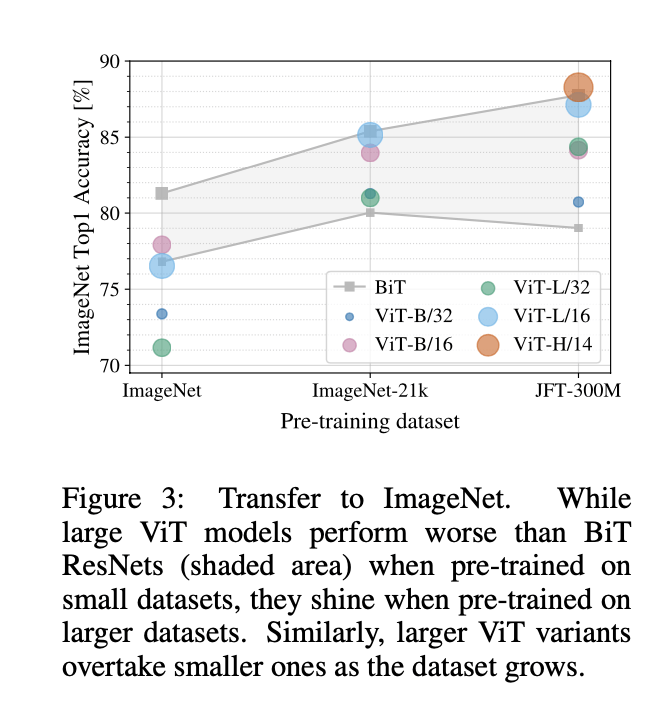 90
85
80
75
70
ImageNet Top1 Accuracy [%]
BiT
ViT-B/32
ViT-B/16
ViT-L/32
ViT-L/16
ViT-H/14
ImageNet
ImageNet-21k
JFT-300M
Pre-training dataset
Figure 3: Transfer to ImageNet. While
large ViT models perform worse than BiT
ResNets (shaded area) when pre-trained on
small datasets, they shine when pre-trained on
larger datasets. Similarly, larger ViT variants
overtake smaller ones as the dataset grows.